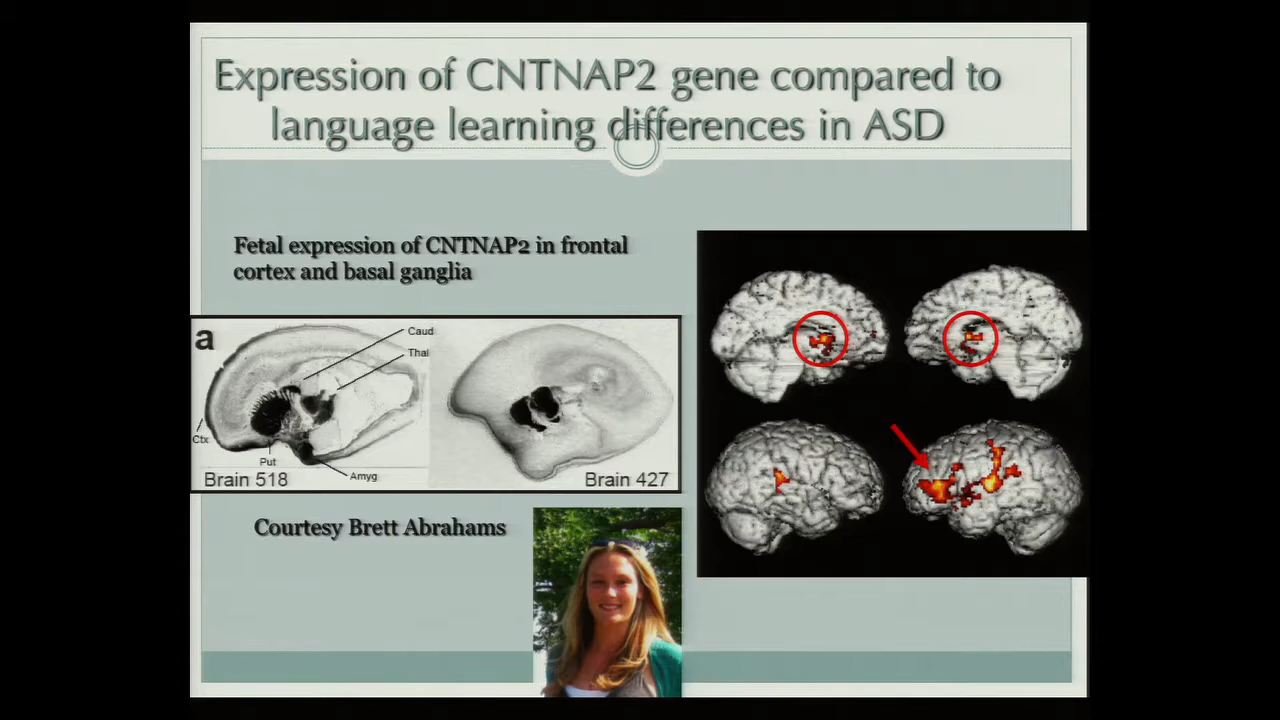 Expression of CNTNAP2 gene compared to
language learning differences in ASD
Fetal expression of CNTNAP2 in frontal
cortex and basal ganglia
a
Caud
Thal
Ctx
Put
Amyg
Brain 518
Brain 427
Courtesy Brett Abrahams